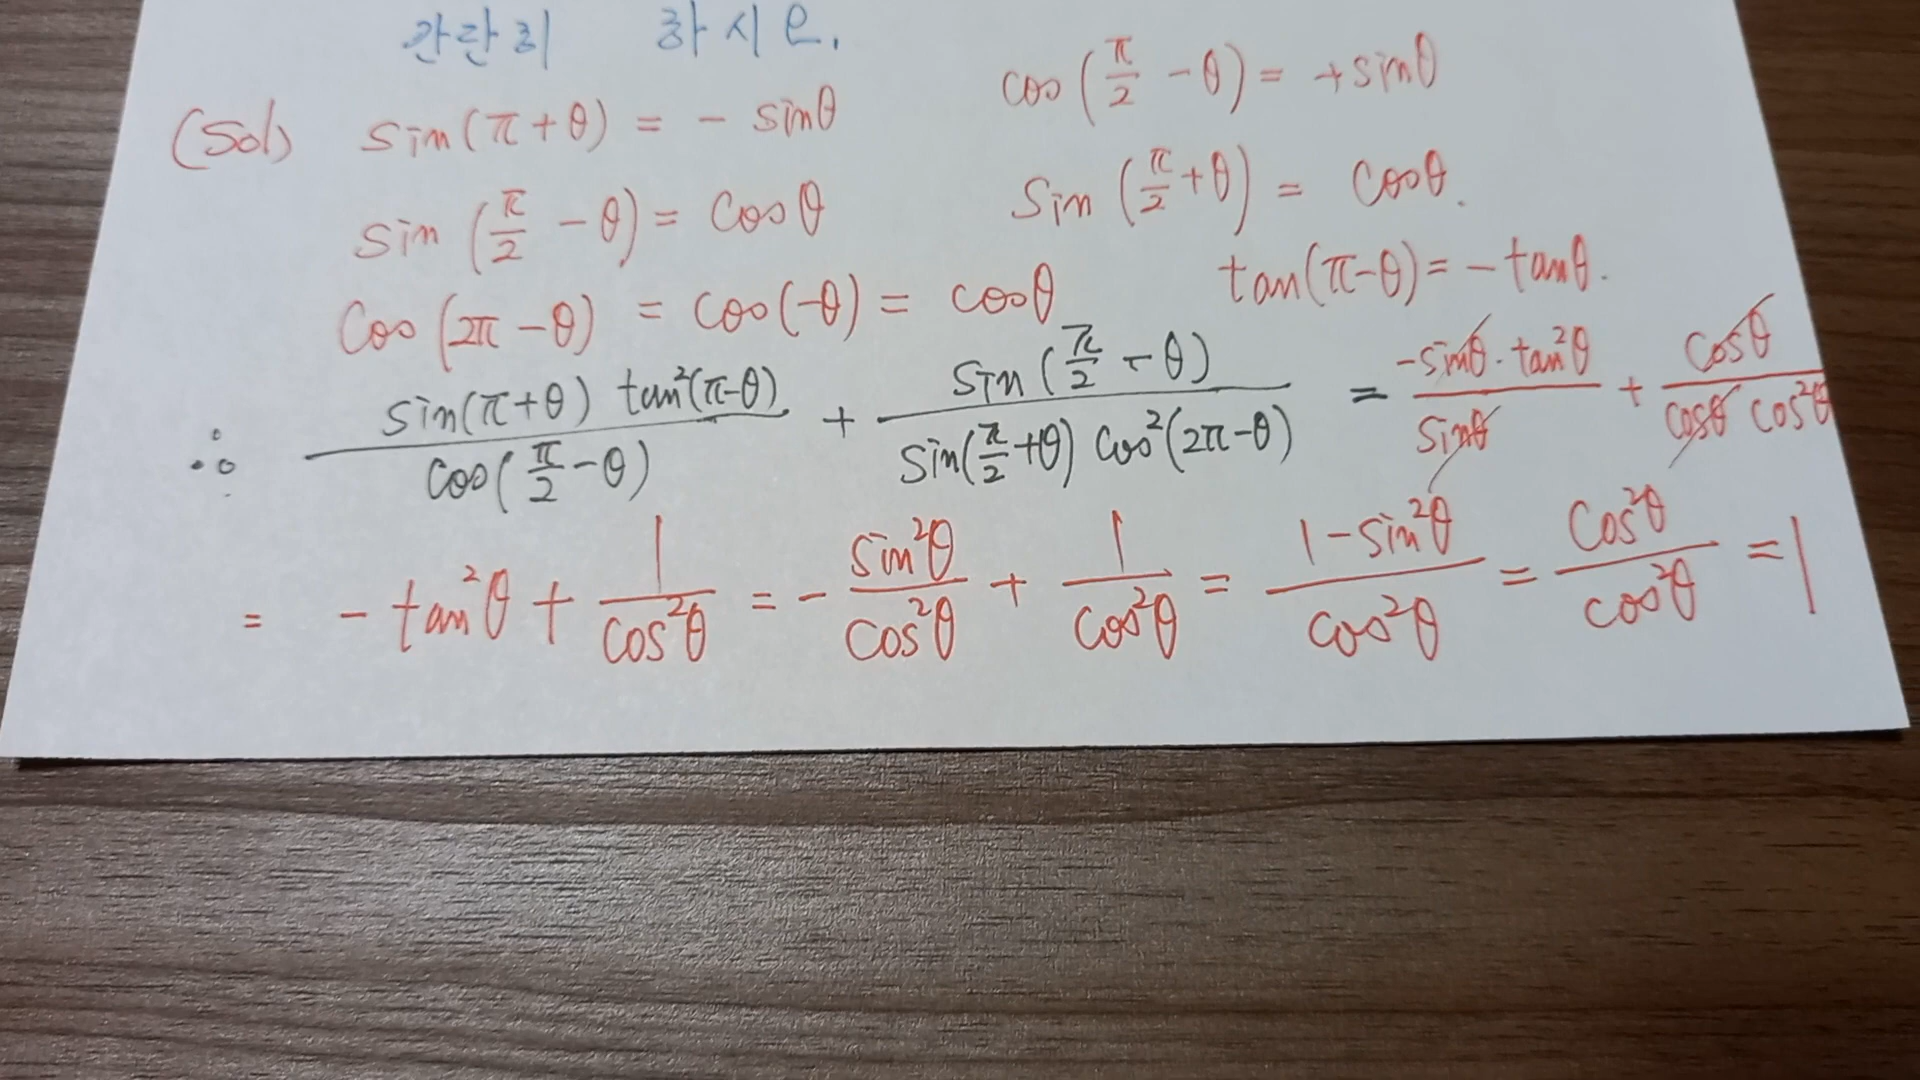 간단히 하시오.
(Sol) sin(π+θ) = - sinθ cos(π/2 - θ) = +sinθ
sin(π/2 - θ) = cosθ sin(π/2 + θ) = cosθ.
cos(2π - θ) = cos(-θ) = cosθ tan(π-θ) = - tanθ.
∴ sin(π+θ) tan²(π-θ) / cos(π/2 - θ) + sin(π/2 - θ) / sin(π/2 + θ) cos²(2π-θ) = -sinθ · tan²θ / sinθ + cosθ / cosθ cos²θ
= - tan²θ + 1/cos²θ = - sin²θ/cos²θ + 1/cos²θ = 1-sin²θ / cos²θ = cos²θ/cos²θ = 1